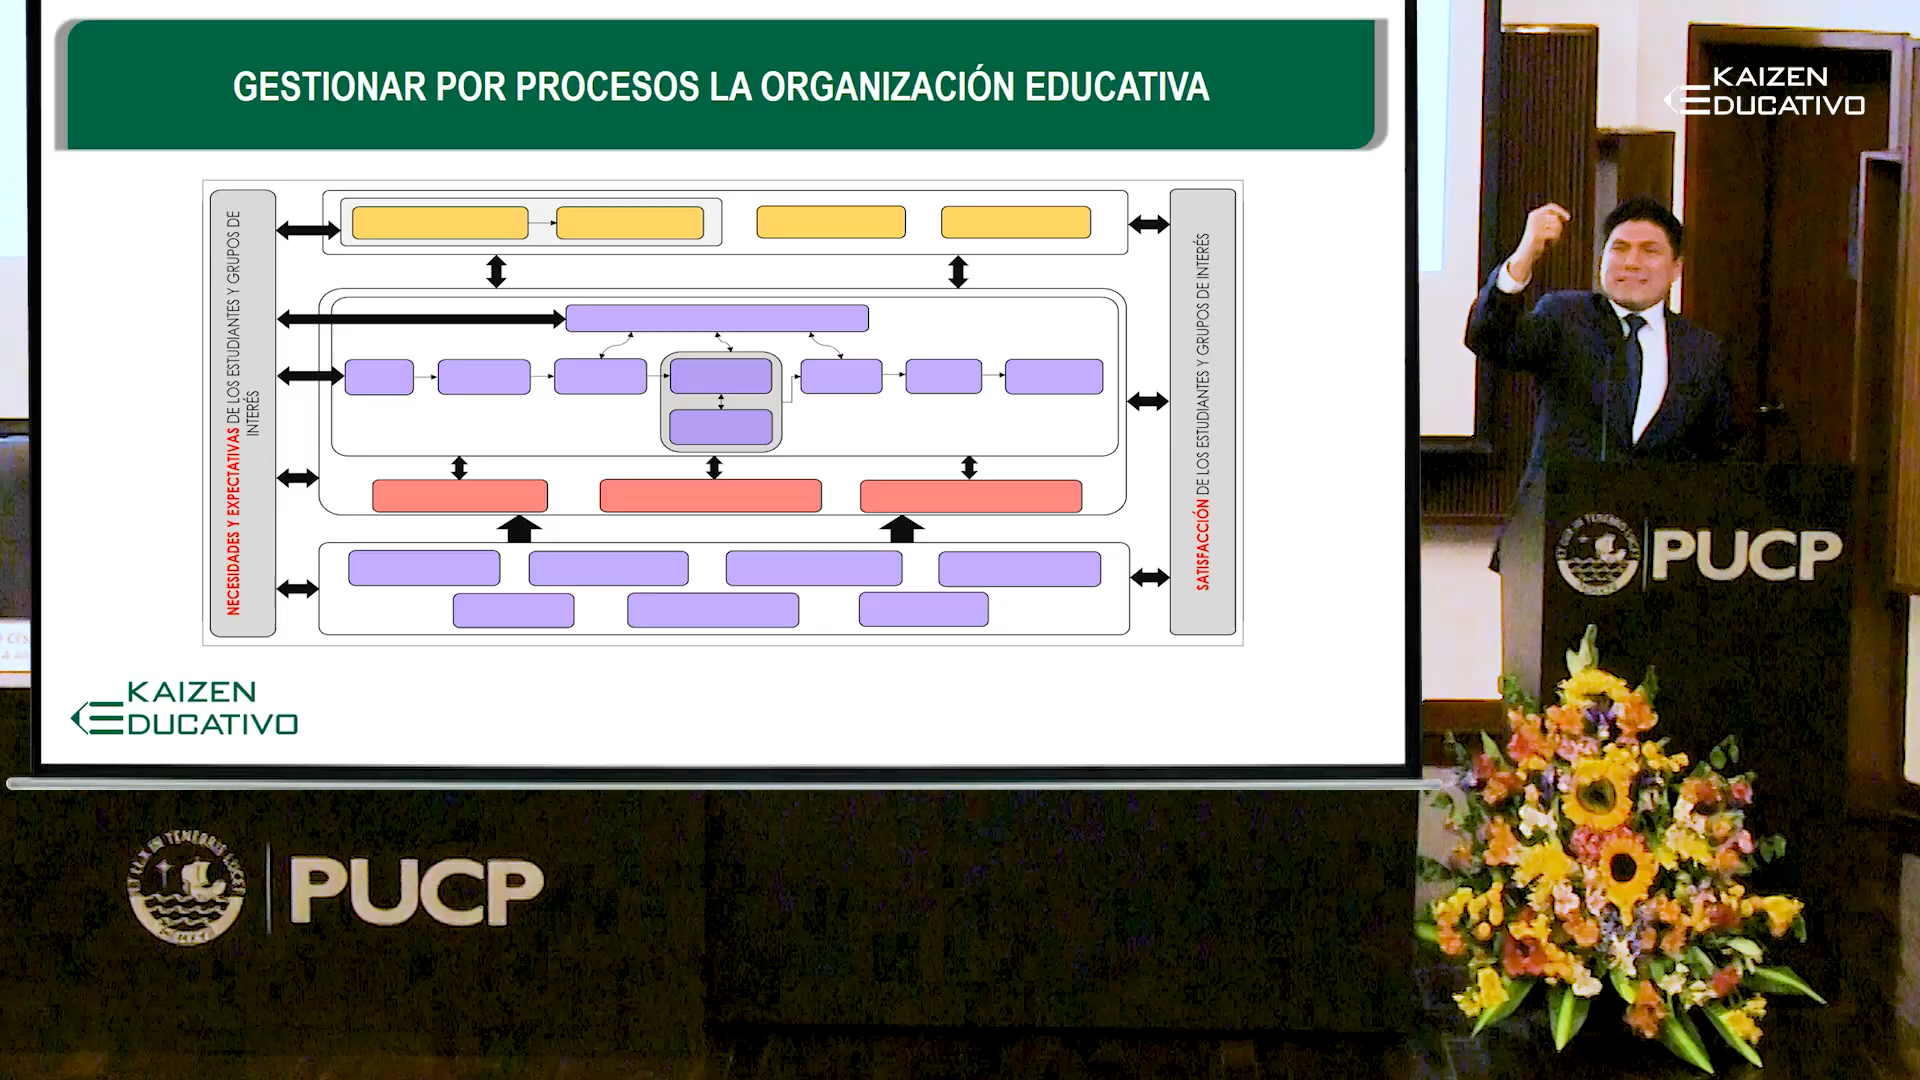 GESTIONAR POR PROCESOS LA ORGANIZACIÓN EDUCATIVA
KAIZEN
EDUCATIVO
NECESIDADES Y EXPECTATIVAS DE LOS ESTUDIANTES Y GRUPOS DE
INTERÉS
SATISFACCIÓN DE LOS ESTUDIANTES Y GRUPOS DE INTERÉS
PUCP
KAIZEN
EDUCATIVO
PUCP